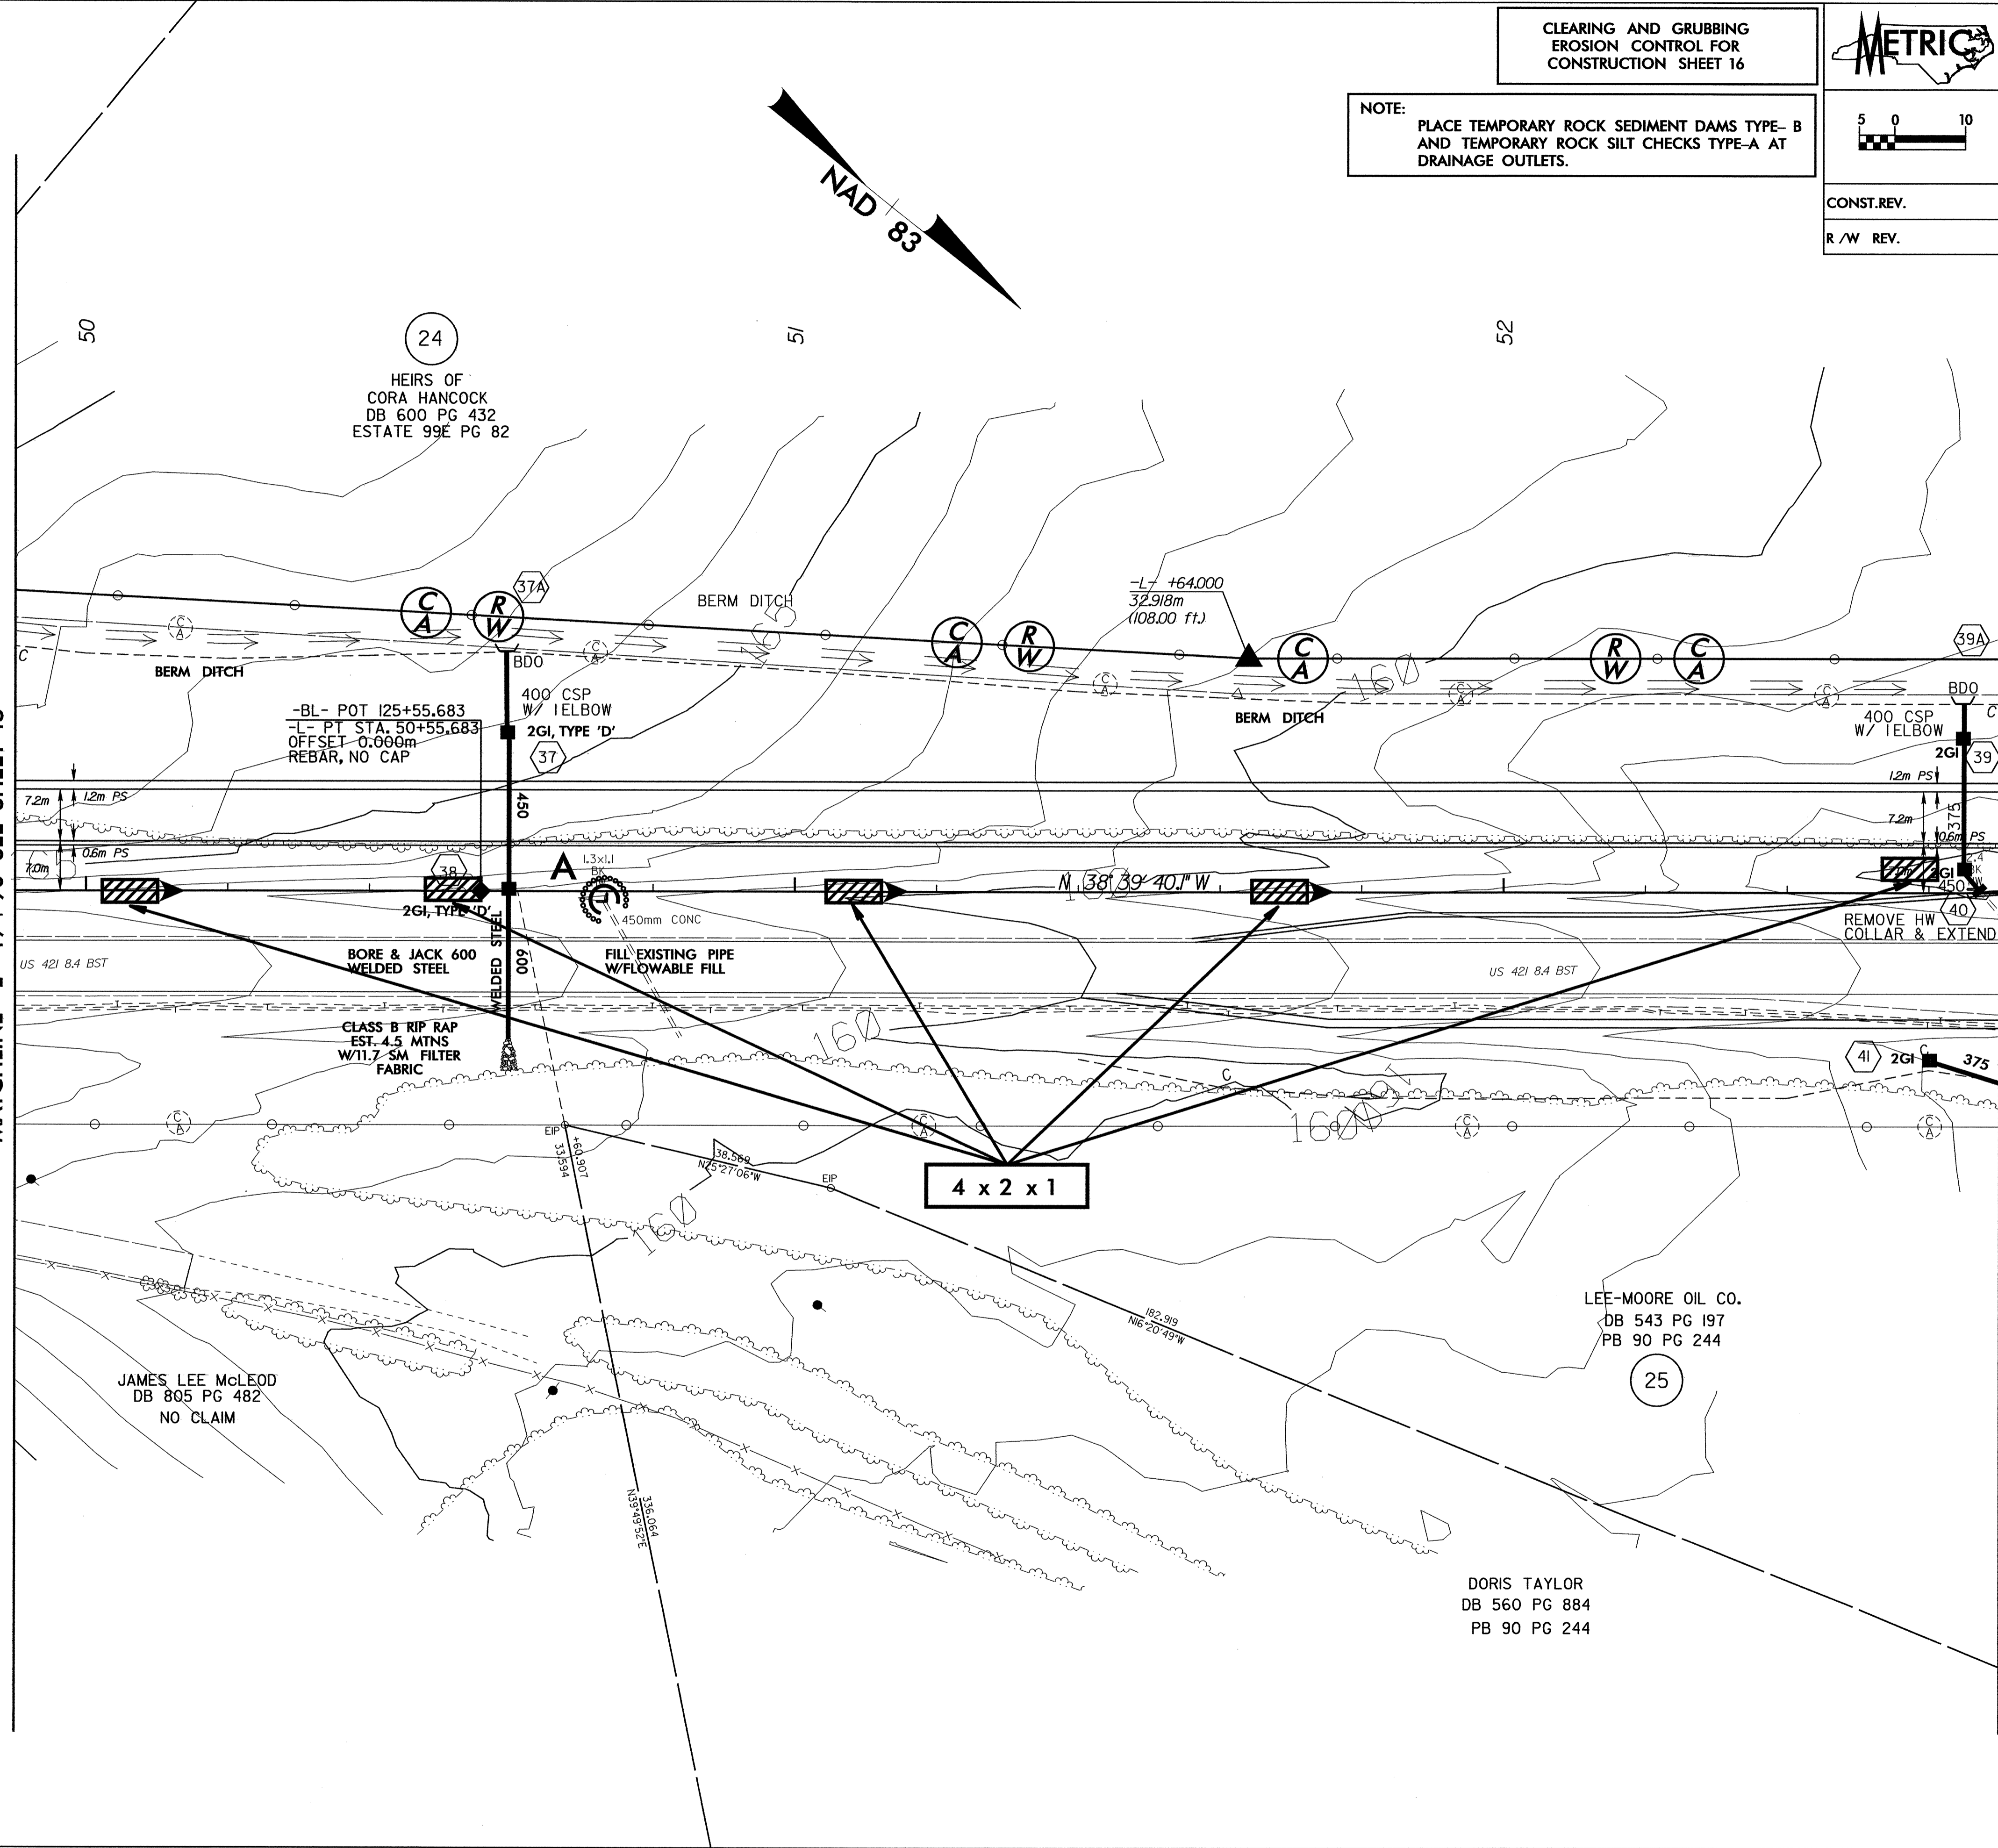 CLEARING AND GRUBBING
EROSION CONTROL FOR
CONSTRUCTION SHEET 16
METRIC
NOTE:
PLACE TEMPORARY ROCK SEDIMENT DAMS TYPE- B
AND TEMPORARY ROCK SILT CHECKS TYPE-A AT
DRAINAGE OUTLETS.
5 0 10
CONST.REV.
R /W REV.
NAD 83
50
51
52
24
HEIRS OF
CORA HANCOCK
DB 600 PG 432
ESTATE 99E PG 82
C
A
R
W
37A
BERM DITCH
165
C
A
R
W
-L- +64.000
32.918m
(108.00 ft.)
C
A
160
R
W
C
A
39A
C
BERM DITCH
BDO
400 CSP
W/ 1ELBOW
2GI, TYPE 'D'
37
BERM DITCH
BDO
400 CSP
W/ 1ELBOW
C
2GI
39
-BL- POT 125+55.683
-L- PT STA. 50+55.683
OFFSET 0.000m
REBAR, NO CAP
7.2m
1.2m PS
0.6m PS
7.0m
450
1.2m PS
7.2m
0.6m PS
375
38
A
1.3x1.1
BK
2GI, TYPE 'D'
450mm CONC
N 38° 39' 40.1" W
2GI
450
40
REMOVE HW
COLLAR & EXTEND
US 421 8.4 BST
BORE & JACK 600
WELDED STEEL
WELDED STEEL
600
FILL EXISTING PIPE
W/FLOWABLE FILL
US 421 8.4 BST
CLASS B RIP RAP
EST. 4.5 MTNS
W/11.7 SM FILTER
FABRIC
160
41
2GI
C
375
C
160
EIP
+60.907
33.594
38.569
N25°27'06"W
EIP
4 x 2 x 1
160
182.919
N16°20'49"W
LEE-MOORE OIL CO.
DB 543 PG 197
PB 90 PG 244
25
JAMES LEE McLEOD
DB 805 PG 482
NO CLAIM
336.064
N39°49'52"E
DORIS TAYLOR
DB 560 PG 884
PB 90 PG 244